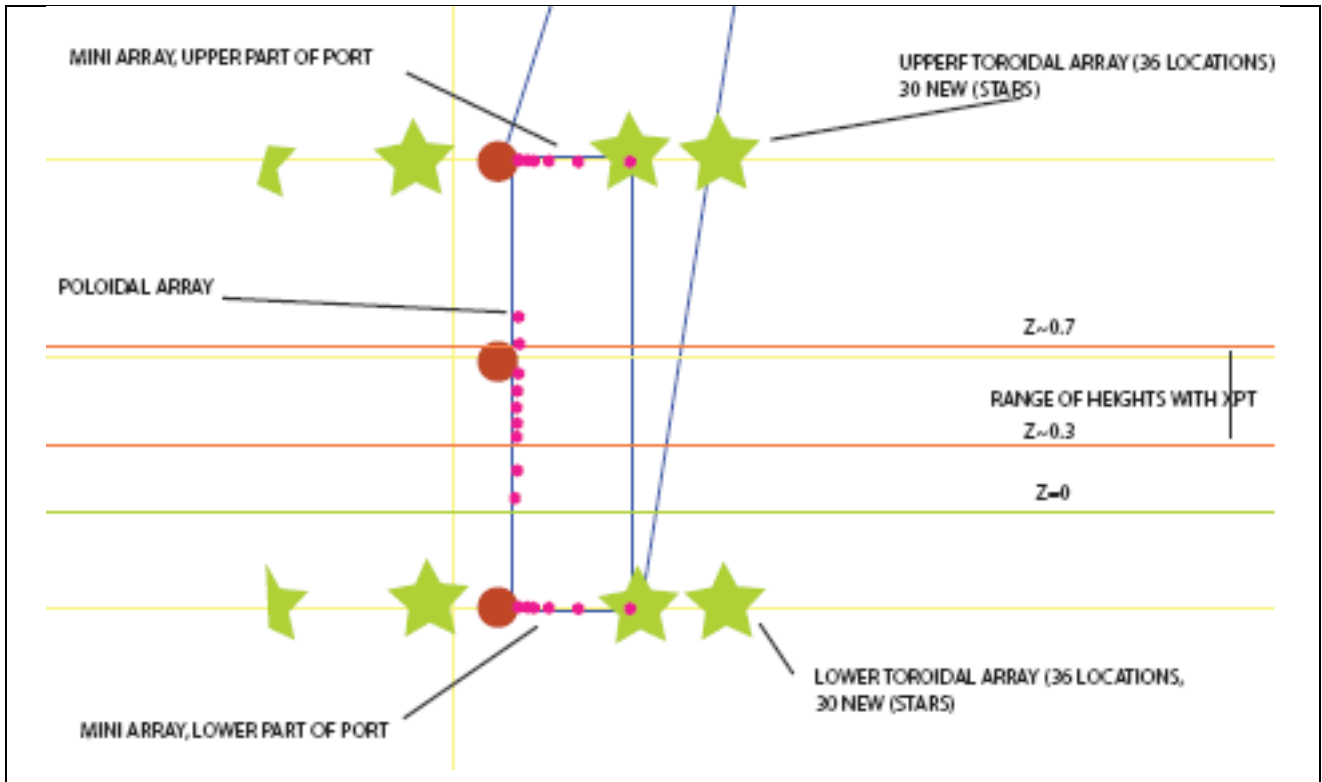 MINI ARRAY, UPPER PART OF PORT
UPPERF TOROIDAL ARRAY (36 LOCATIONS)
30 NEW (STARS)
POLOIDAL ARRAY
Z~0.7
RANGE OF HEIGHTS WITH XPT
Z~0.3
Z=0
LOWER TOROIDAL ARRAY (36 LOCATIONS,
30 NEW (STARS)
MINI ARRAY, LOWER PART OF PORT